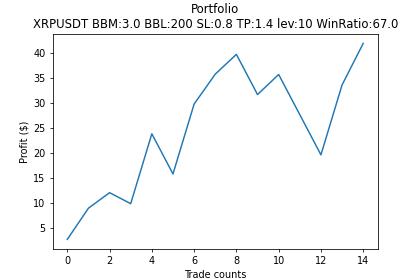 Portfolio
XRPUSDT BBM:3.0 BBL:200 SL:0.8 TP:1.4 lev:10 WinRatio:67.0
40
35
30
25
20
15
10
5
Profit ($)
0 2 4 6 8 10 12 14
Trade counts